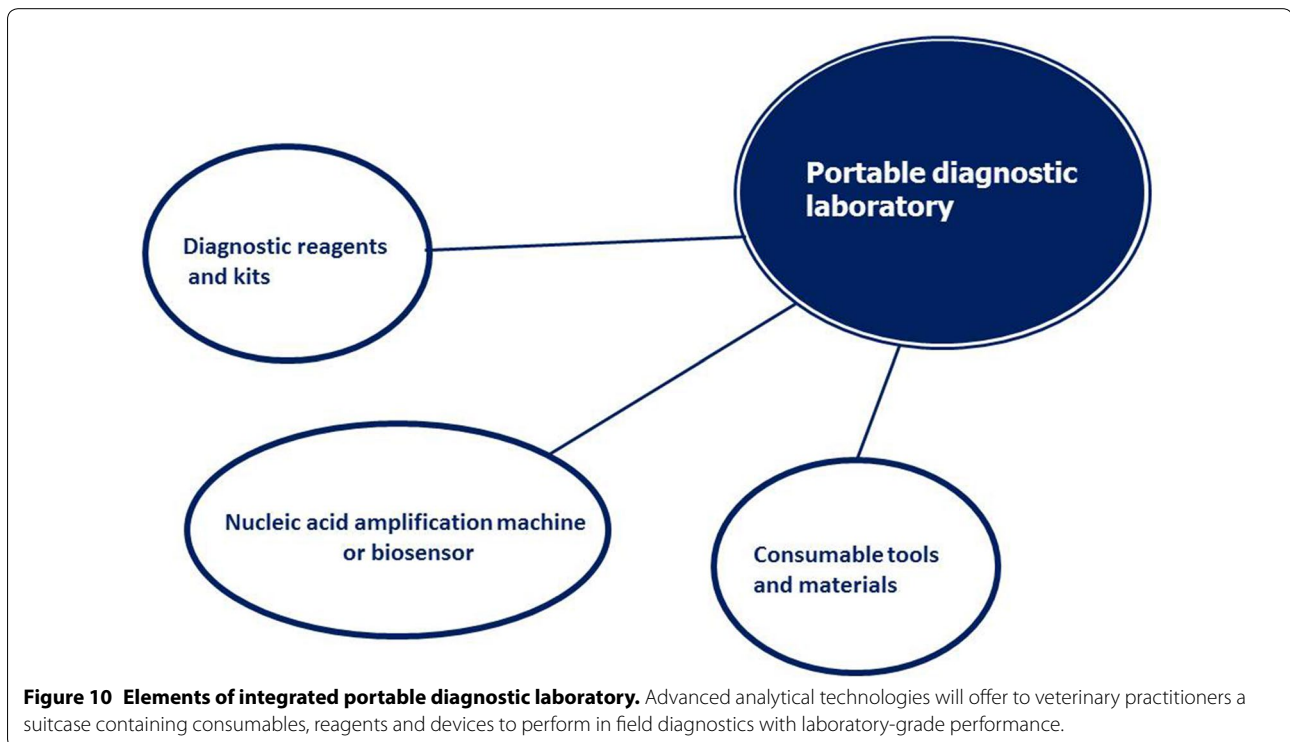 Portable diagnostic
laboratory
Diagnostic reagents
and kits
Nucleic acid amplification machine
or biosensor
Consumable tools
and materials
Figure 10 Elements of integrated portable diagnostic laboratory. Advanced analytical technologies will offer to veterinary practitioners a
suitcase containing consumables, reagents and devices to perform in field diagnostics with laboratory-grade performance.